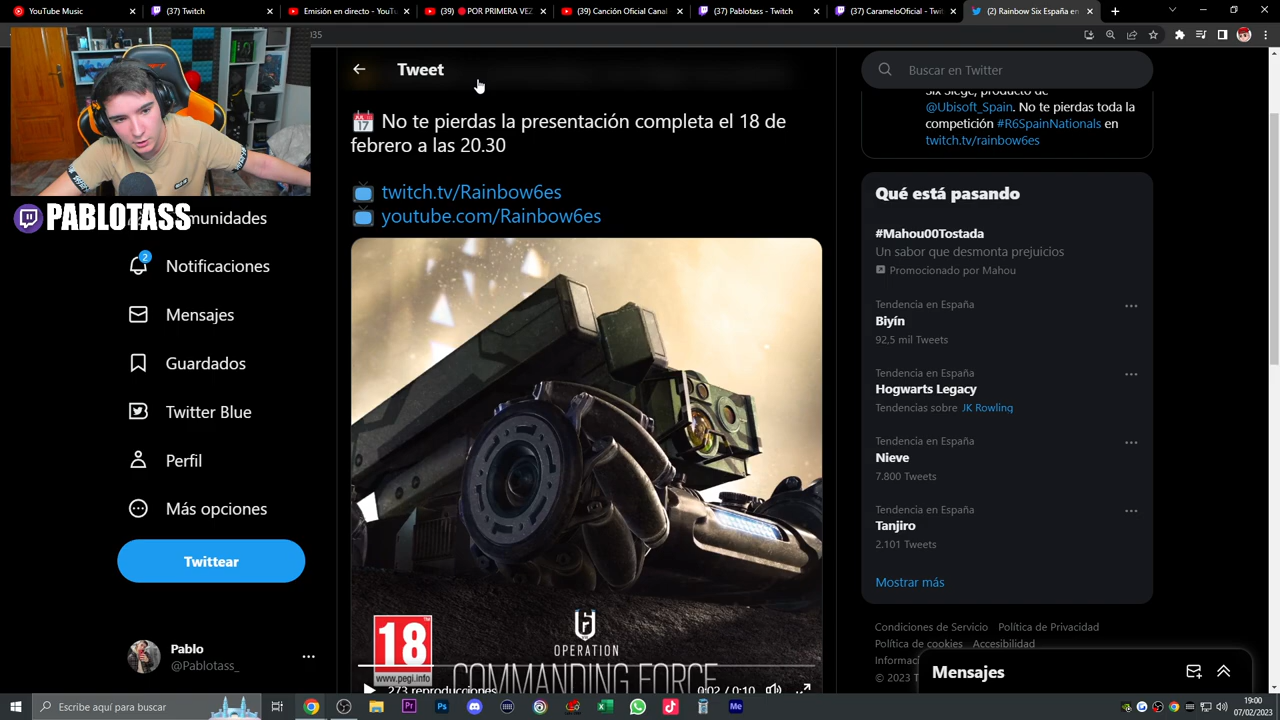 YouTube Music
(37) Twitch
Emisión en directo - YouTu
(39) 🔴POR PRIMERA VEZ
(39) Canción Oficial Canal
(37) Pablotass - Twitch
(37) CarameloOficial - Twit
(2) Rainbow Six España en
35
Tweet
Buscar en Twitter
📅 No te pierdas la presentación completa el 18 de
febrero a las 20.30
📺 twitch.tv/Rainbow6es
📺 youtube.com/Rainbow6es
Six Siege, producto de
@Ubisoft_Spain. No te pierdas toda la
competición #R6SpainNationals en
twitch.tv/rainbow6es
PABLOTASS
munidades
2
Notificaciones
Mensajes
Guardados
Twitter Blue
Perfil
Más opciones
Twittear
Pablo
@Pablotass_
18
www.pegi.info
OPERATION
COMMANDING FORCE
273 reproducciones
0:02 / 0:10
Qué está pasando
#Mahou00Tostada
Un sabor que desmonta prejuicios
Promocionado por Mahou
Tendencia en España
Biyín
92,5 mil Tweets
Tendencia en España
Hogwarts Legacy
Tendencias sobre JK Rowling
Tendencia en España
Nieve
7.800 Tweets
Tendencia en España
Tanjiro
2.101 Tweets
Mostrar más
Condiciones de Servicio Política de Privacidad
Política de cookies Accesibilidad
Informaci
© 2023 T
Mensajes
Escribe aquí para buscar
19:00
07/02/2023